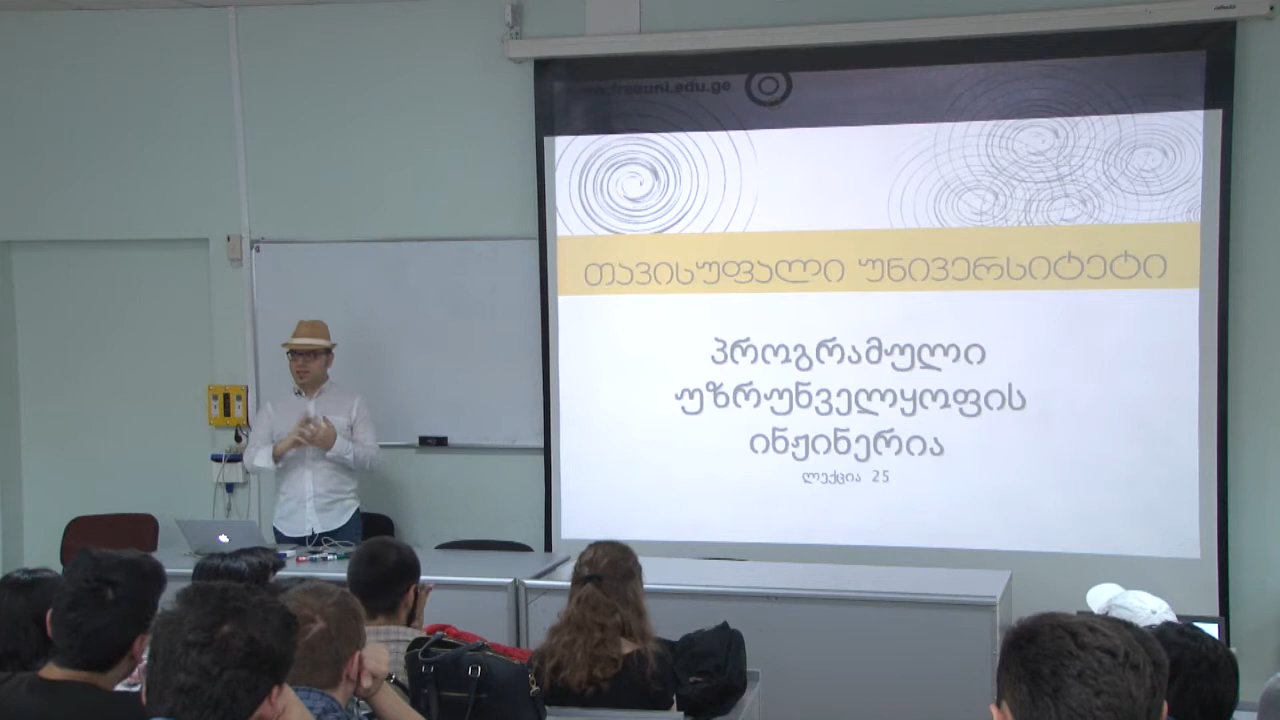 www.freeuni.edu.ge
თავისუფალი უნივერსიტეტი
პროგრამული
უზრუნველყოფის
ინჟინერია
ლექცია 25